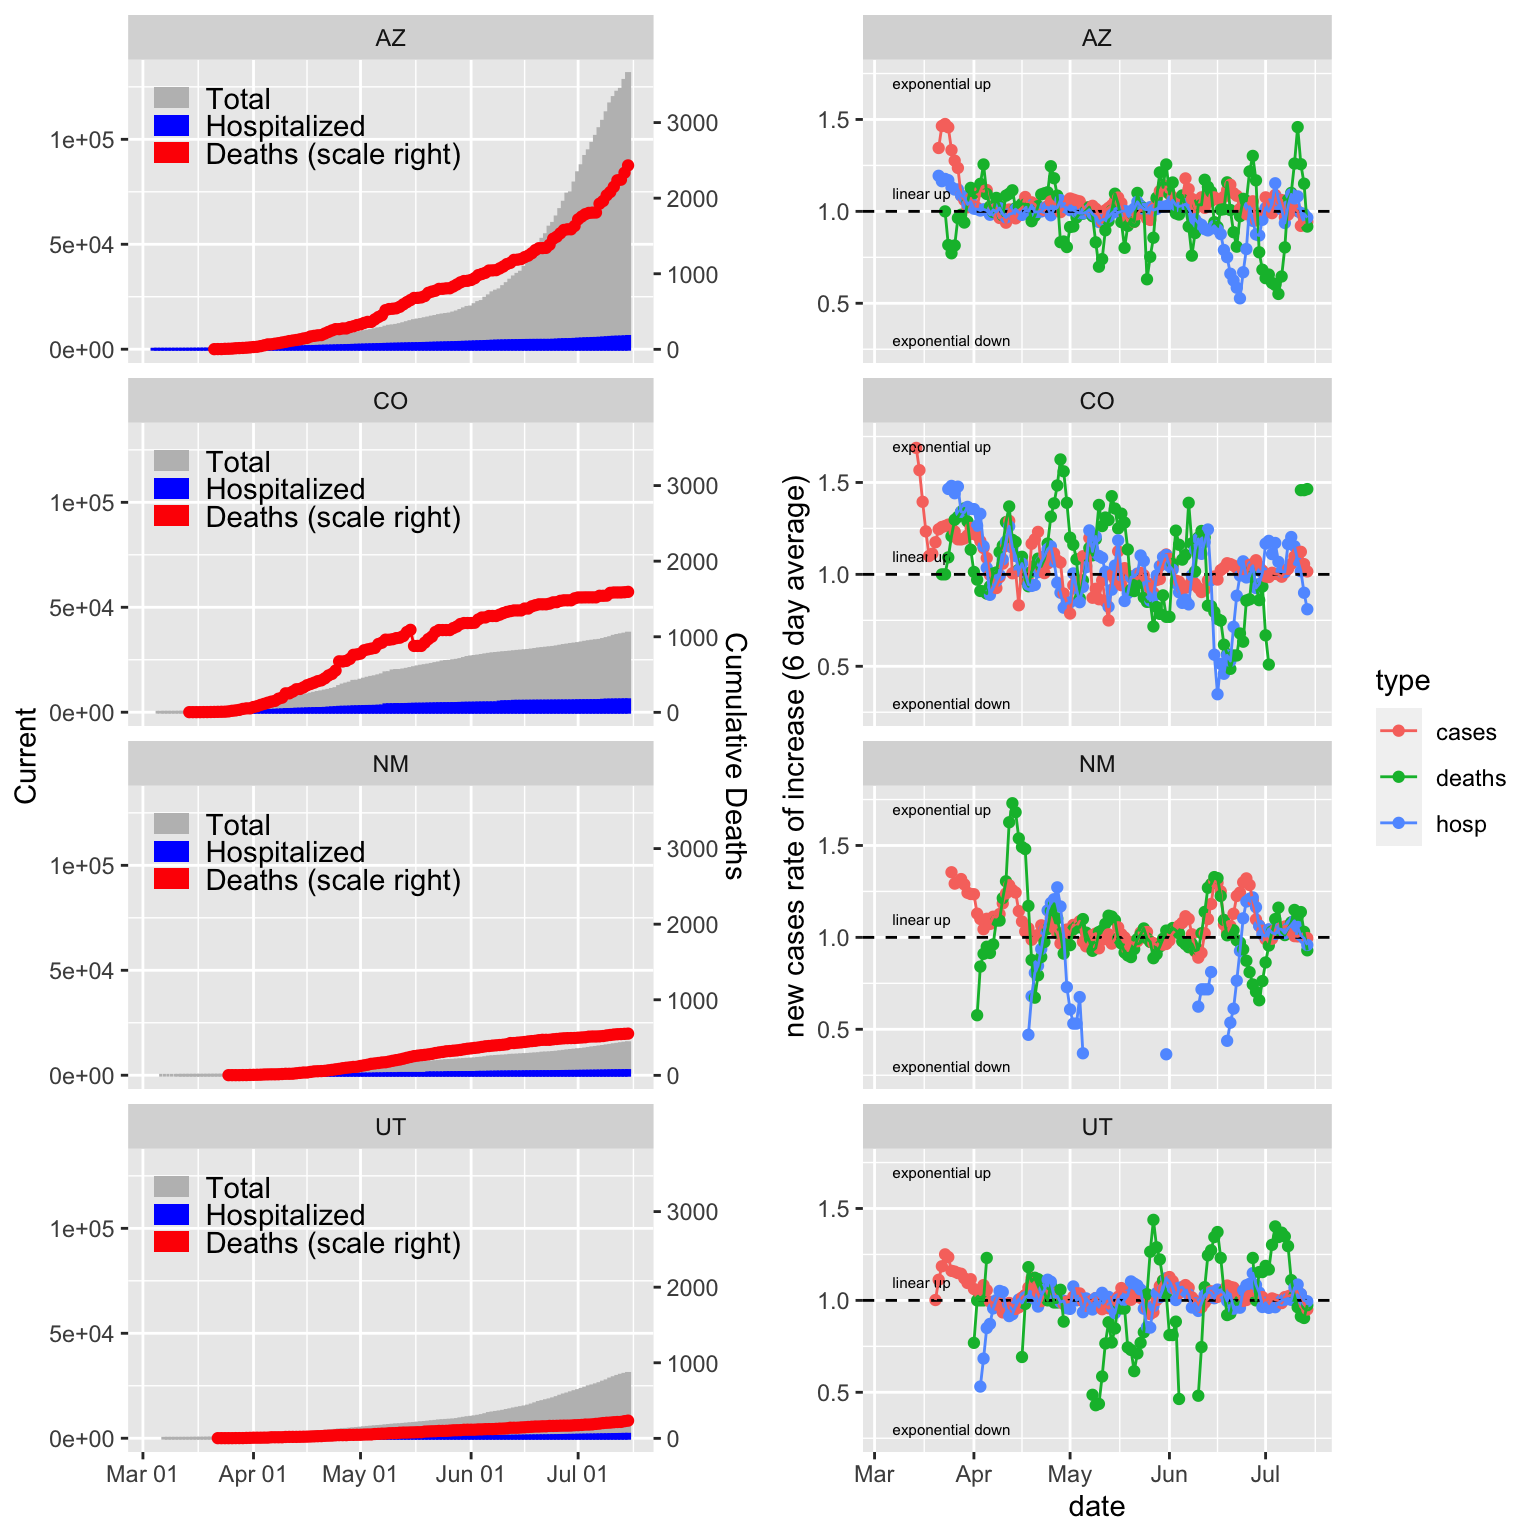 AZ
Total
Hospitalized
Deaths (scale right)
1e+05
5e+04
0e+00
3000
2000
1000
0
CO
Total
Hospitalized
Deaths (scale right)
1e+05
5e+04
0e+00
3000
2000
1000
0
NM
Total
Hospitalized
Deaths (scale right)
1e+05
5e+04
0e+00
3000
2000
1000
0
UT
Total
Hospitalized
Deaths (scale right)
1e+05
5e+04
0e+00
3000
2000
1000
0
Mar 01 Apr 01 May 01 Jun 01 Jul 01
Current
Cumulative Deaths
AZ
exponential up
linear up
exponential down
1.5
1.0
0.5
CO
exponential up
linear up
exponential down
1.5
1.0
0.5
NM
exponential up
linear up
exponential down
1.5
1.0
0.5
UT
exponential up
linear up
exponential down
1.5
1.0
0.5
Mar Apr May Jun Jul
date
new cases rate of increase (6 day average)
type
cases
deaths
hosp